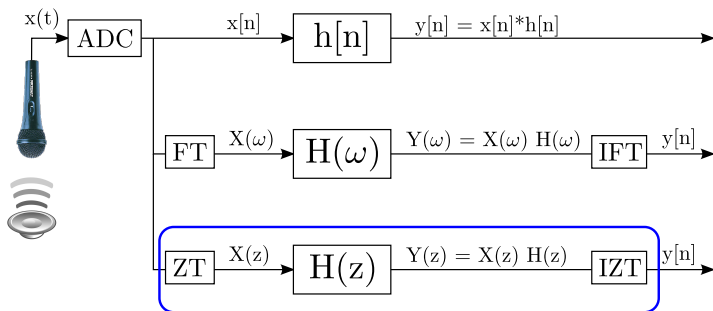 x(t)
ADC
x[n]
h[n]
y[n] = x[n]*h[n]
FT
X(ω)
H(ω)
Y(ω) = X(ω) H(ω)
IFT
y[n]
ZT
X(z)
H(z)
Y(z) = X(z) H(z)
IZT
y[n]